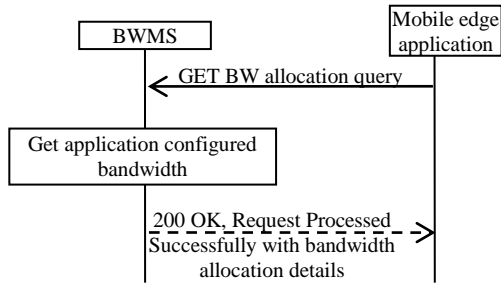 BWMS
Mobile edge
application
GET BW allocation query
Get application configured
bandwidth
200 OK, Request Processed
Successfully with bandwidth
allocation details